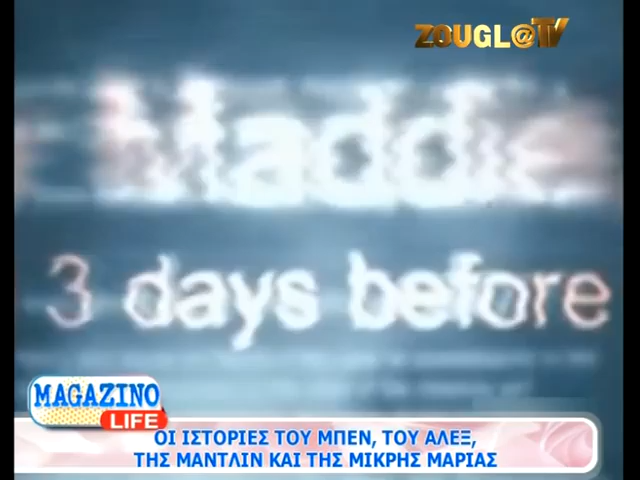 ZOUGL@TV
Maddie
3 days before
MAGAZINO
LIFE
ΟΙ ΙΣΤΟΡΙΕΣ ΤΟΥ ΜΠΕΝ, ΤΟΥ ΑΛΕΞ,
ΤΗΣ ΜΑΝΤΛΙΝ ΚΑΙ ΤΗΣ ΜΙΚΡΗΣ ΜΑΡΙΑΣ